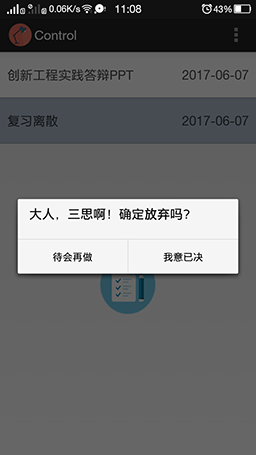 0.06K/s 11:08 43%
Control
创新工程实践答辩PPT 2017-06-07
复习离散 2017-06-07
大人，三思啊！确定放弃吗？
待会再做 我意已决